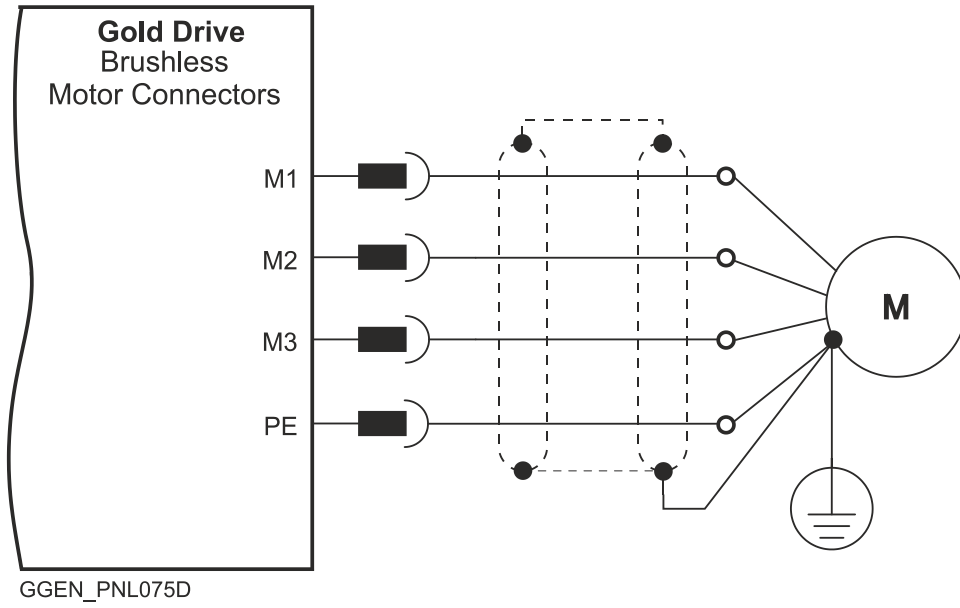 Gold Drive
Brushless
Motor Connectors
M1
M2
M3
PE
M
GGEN_PNL075D